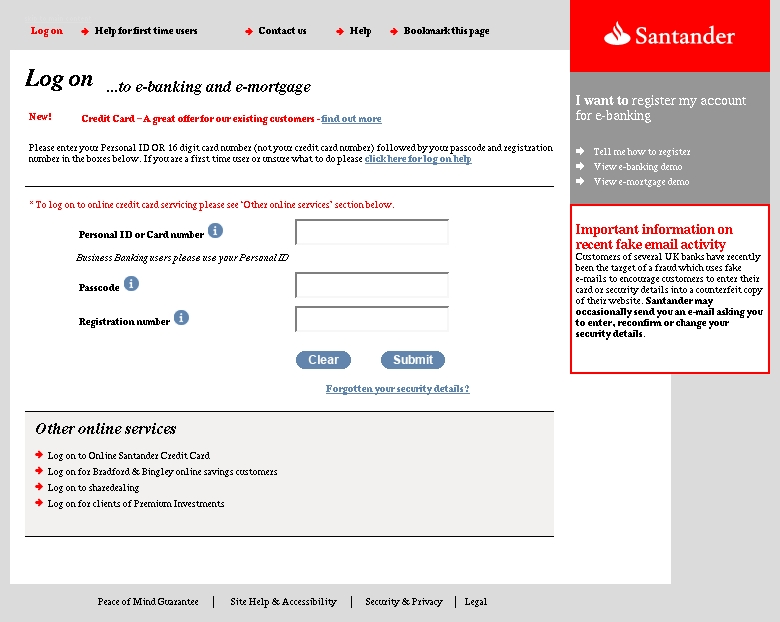 Log on
Help for first time users
Contact us
Help
Bookmark this page
Santander
Log on ...to e-banking and e-mortgage
New! Credit Card – A great offer for our existing customers - find out more
Please enter your Personal ID OR 16 digit card number (not your credit card number) followed by your passcode and registration
number in the boxes below. If you are a first time user or unsure what to do please click here for log on help
* To log on to online credit card servicing please see ‘Other online services’ section below.
Personal ID or Card number i
Business Banking users please use your Personal ID
Passcode i
Registration number i
Clear
Submit
Forgotten your security details?
Other online services
Log on to Online Santander Credit Card
Log on for Bradford & Bingley online savings customers
Log on to sharedealing
Log on for clients of Premium Investments
I want to register my account
for e-banking
Tell me how to register
View e-banking demo
View e-mortgage demo
Important information on
recent fake email activity
Customers of several UK banks have recently
been the target of a fraud which uses fake
e-mails to encourage customers to enter their
card or security details into a counterfeit copy
of their website. Santander may
occasionally send you an e-mail asking you
to enter, reconfirm or change your
security details.
Peace of Mind Guarantee | Site Help & Accessibility | Security & Privacy | Legal